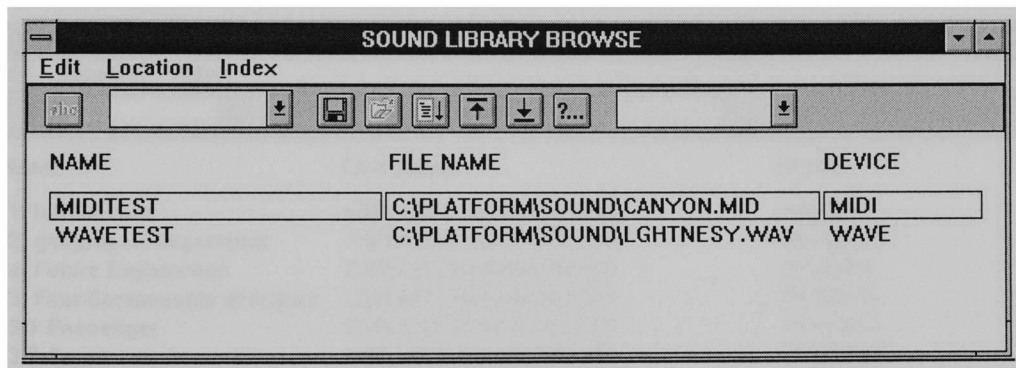 SOUND LIBRARY BROWSE
Edit Location Index
abc ?...
NAME FILE NAME DEVICE
MIDITEST C:\PLATFORM\SOUND\CANYON.MID MIDI
WAVETEST C:\PLATFORM\SOUND\LGHTNESY.WAV WAVE